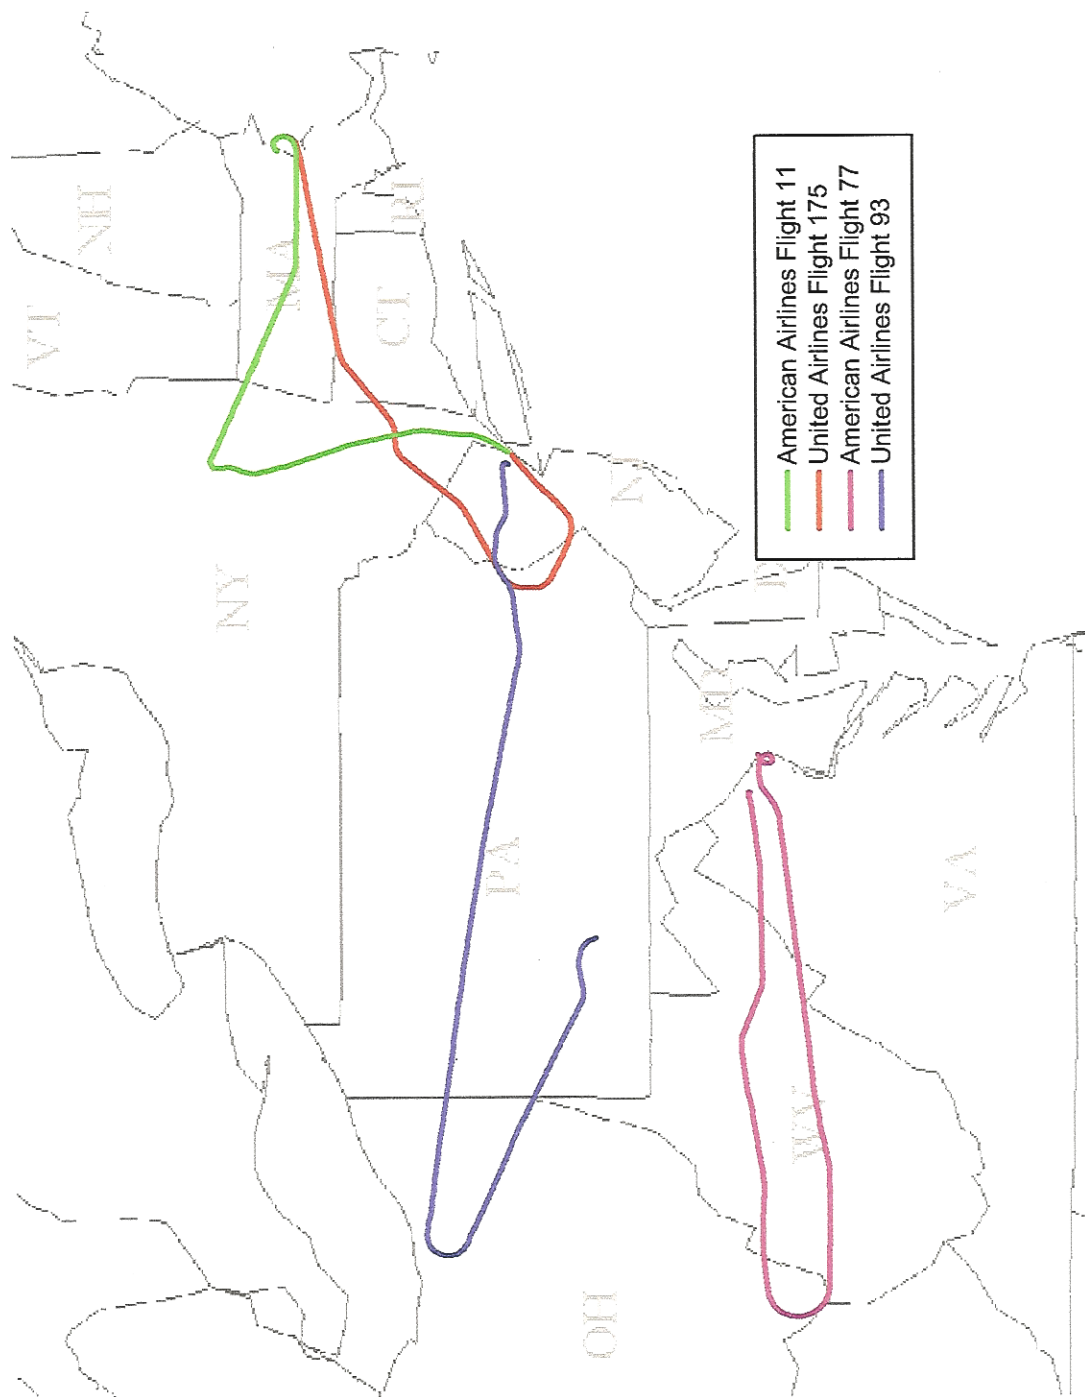 VT
NH
MA
CT
RI
NY
NJ
PA
MD
OH
WV
VA
American Airlines Flight 11
United Airlines Flight 175
American Airlines Flight 77
United Airlines Flight 93